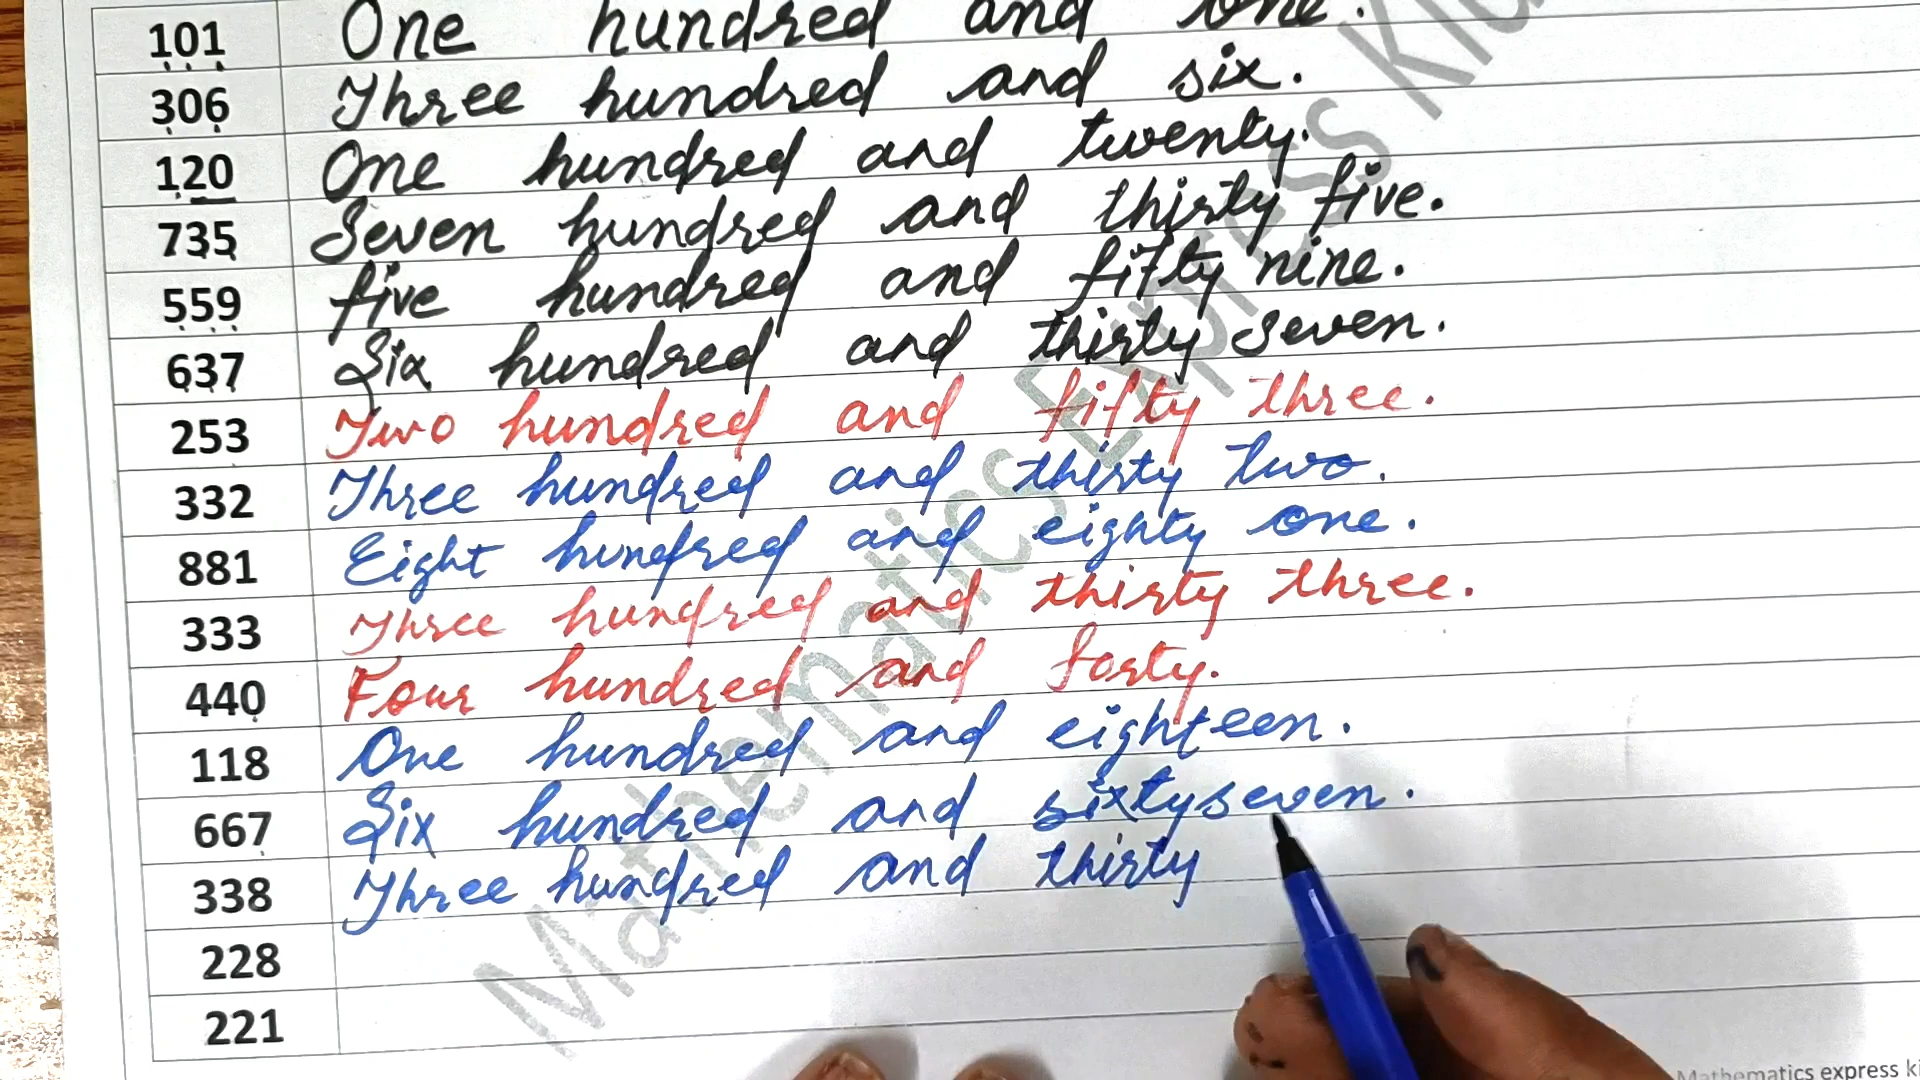 101 One hundred and one.
306 Three hundred and six.
120 One hundred and twenty.
735 Seven hundred and thirty five.
559 five hundred and fifty nine.
637 Six hundred and thirty seven.
253 Two hundred and fifty three.
332 Three hundred and thirty two.
881 Eight hundred and eighty one.
333 Three hundred and thirty three.
440 Four hundred and forty.
118 One hundred and eighteen.
667 Six hundred and sixtyseven.
338 Three hundred and thirty
228
221
Mathematics Express Kid
Mathematics express ki